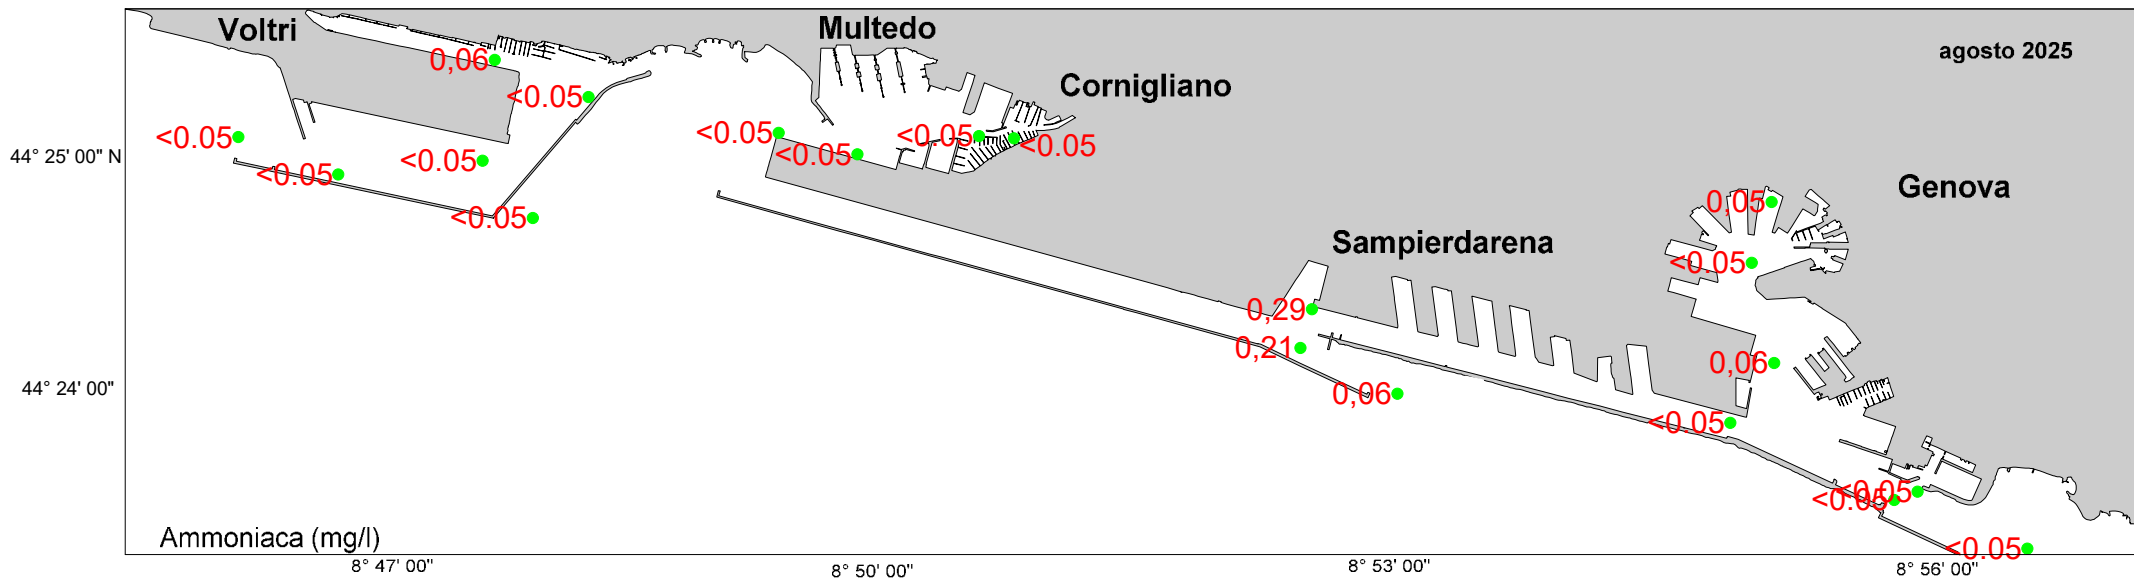 Voltri
Multedo
agosto 2025
0,06
Cornigliano
<0.05
<0.05
<0.05
<0.05
<0.05
<0.05
<0.05
44° 25' 00" N
<0.05
<0.05
<0.05
Genova
0,05
<0.05
Sampierdarena
<0.05
0,29
0,21
0,06
44° 24' 00"
0,06
<0.05
<0.05
<0.05
Ammoniaca (mg/l)
<0.05
8° 47' 00"
8° 50' 00"
8° 53' 00"
8° 56' 00"